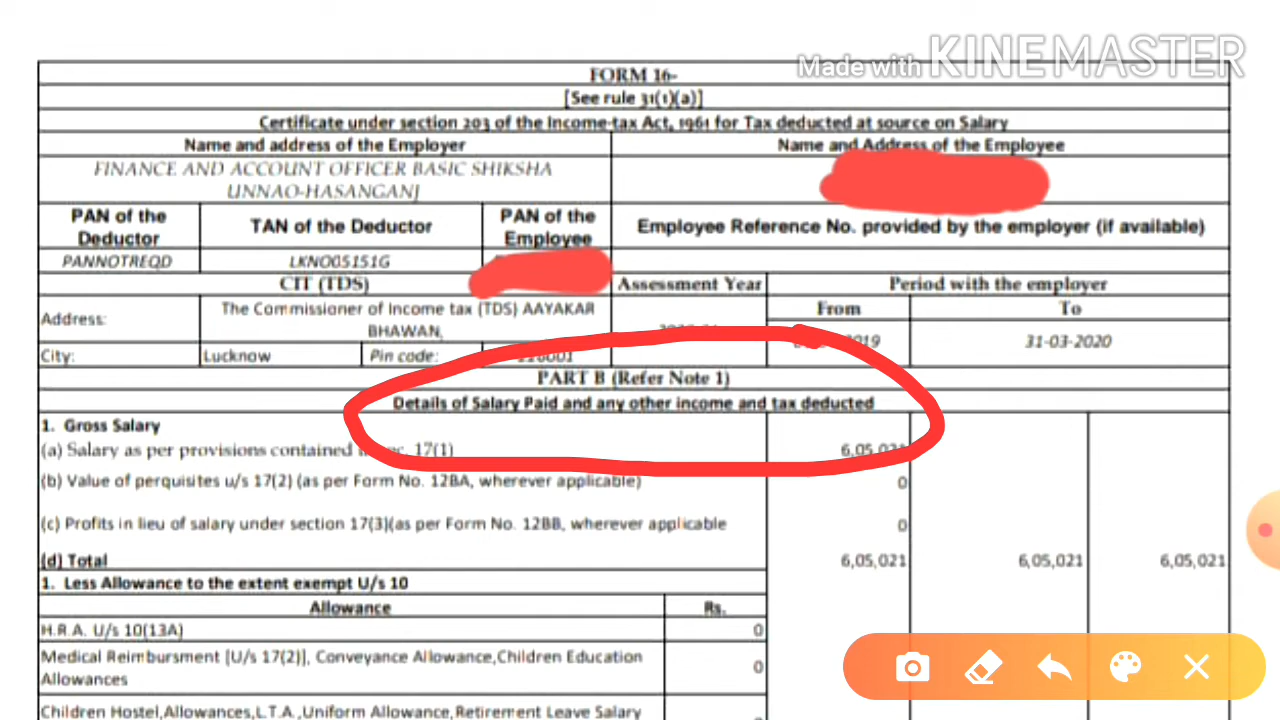 Made with KINEMASTER
FORM 16-
[See rule 31(1)(a)]
Certificate under section 203 of the Income-tax Act, 1961 for Tax deducted at source on Salary
Name and address of the Employer Name and Address of the Employee
FINANCE AND ACCOUNT OFFICER BASIC SHIKSHA
UNNAO-HASANGANJ
PAN of the Deductor TAN of the Deductor PAN of the Employee Employee Reference No. provided by the employer (if available)
PANNOTREQD LKNO05151G
CIT (TDS) Assessment Year Period with the employer
From To
Address: The Commissioner of Income tax (TDS) AAYAKAR
BHAWAN, 31-03-2020
City: Lucknow Pin code:
PART B (Refer Note 1)
Details of Salary Paid and any other income and tax deducted
1. Gross Salary
(a) Salary as per provisions contained 17(1) 6,05,021
(b) Value of perquisites u/s 17(2) (as per Form No. 12BA, wherever applicable) 0
(c) Profits in lieu of salary under section 17(3)(as per Form No. 12BB, wherever applicable 0
(d) Total 6,05,021 6,05,021 6,05,021
1. Less Allowance to the extent exempt U/s 10
Allowance Rs.
H.R.A. U/s 10(13A) 0
Medical Reimbursment [U/s 17(2)], Conveyance Allowance,Children Education
Allowances 0
Children Hostel,Allowances,L.T.A.,Uniform Allowance,Retirement Leave Salary